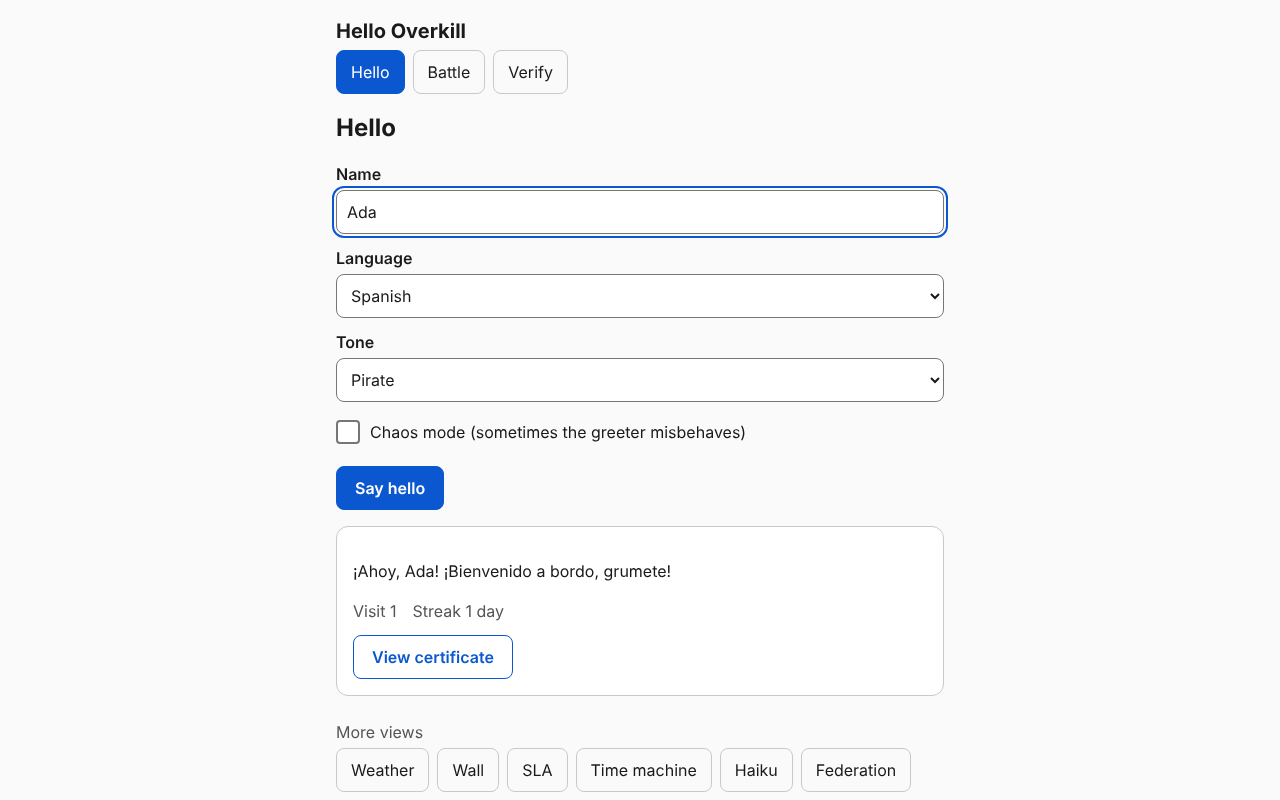 Hello Overkill
Hello Battle Verify
Hello
Name
Ada
Language
Spanish
Tone
Pirate
Chaos mode (sometimes the greeter misbehaves)
Say hello
¡Ahoy, Ada! ¡Bienvenido a bordo, grumete!
Visit 1 Streak 1 day
View certificate
More views
Weather Wall SLA Time machine Haiku Federation